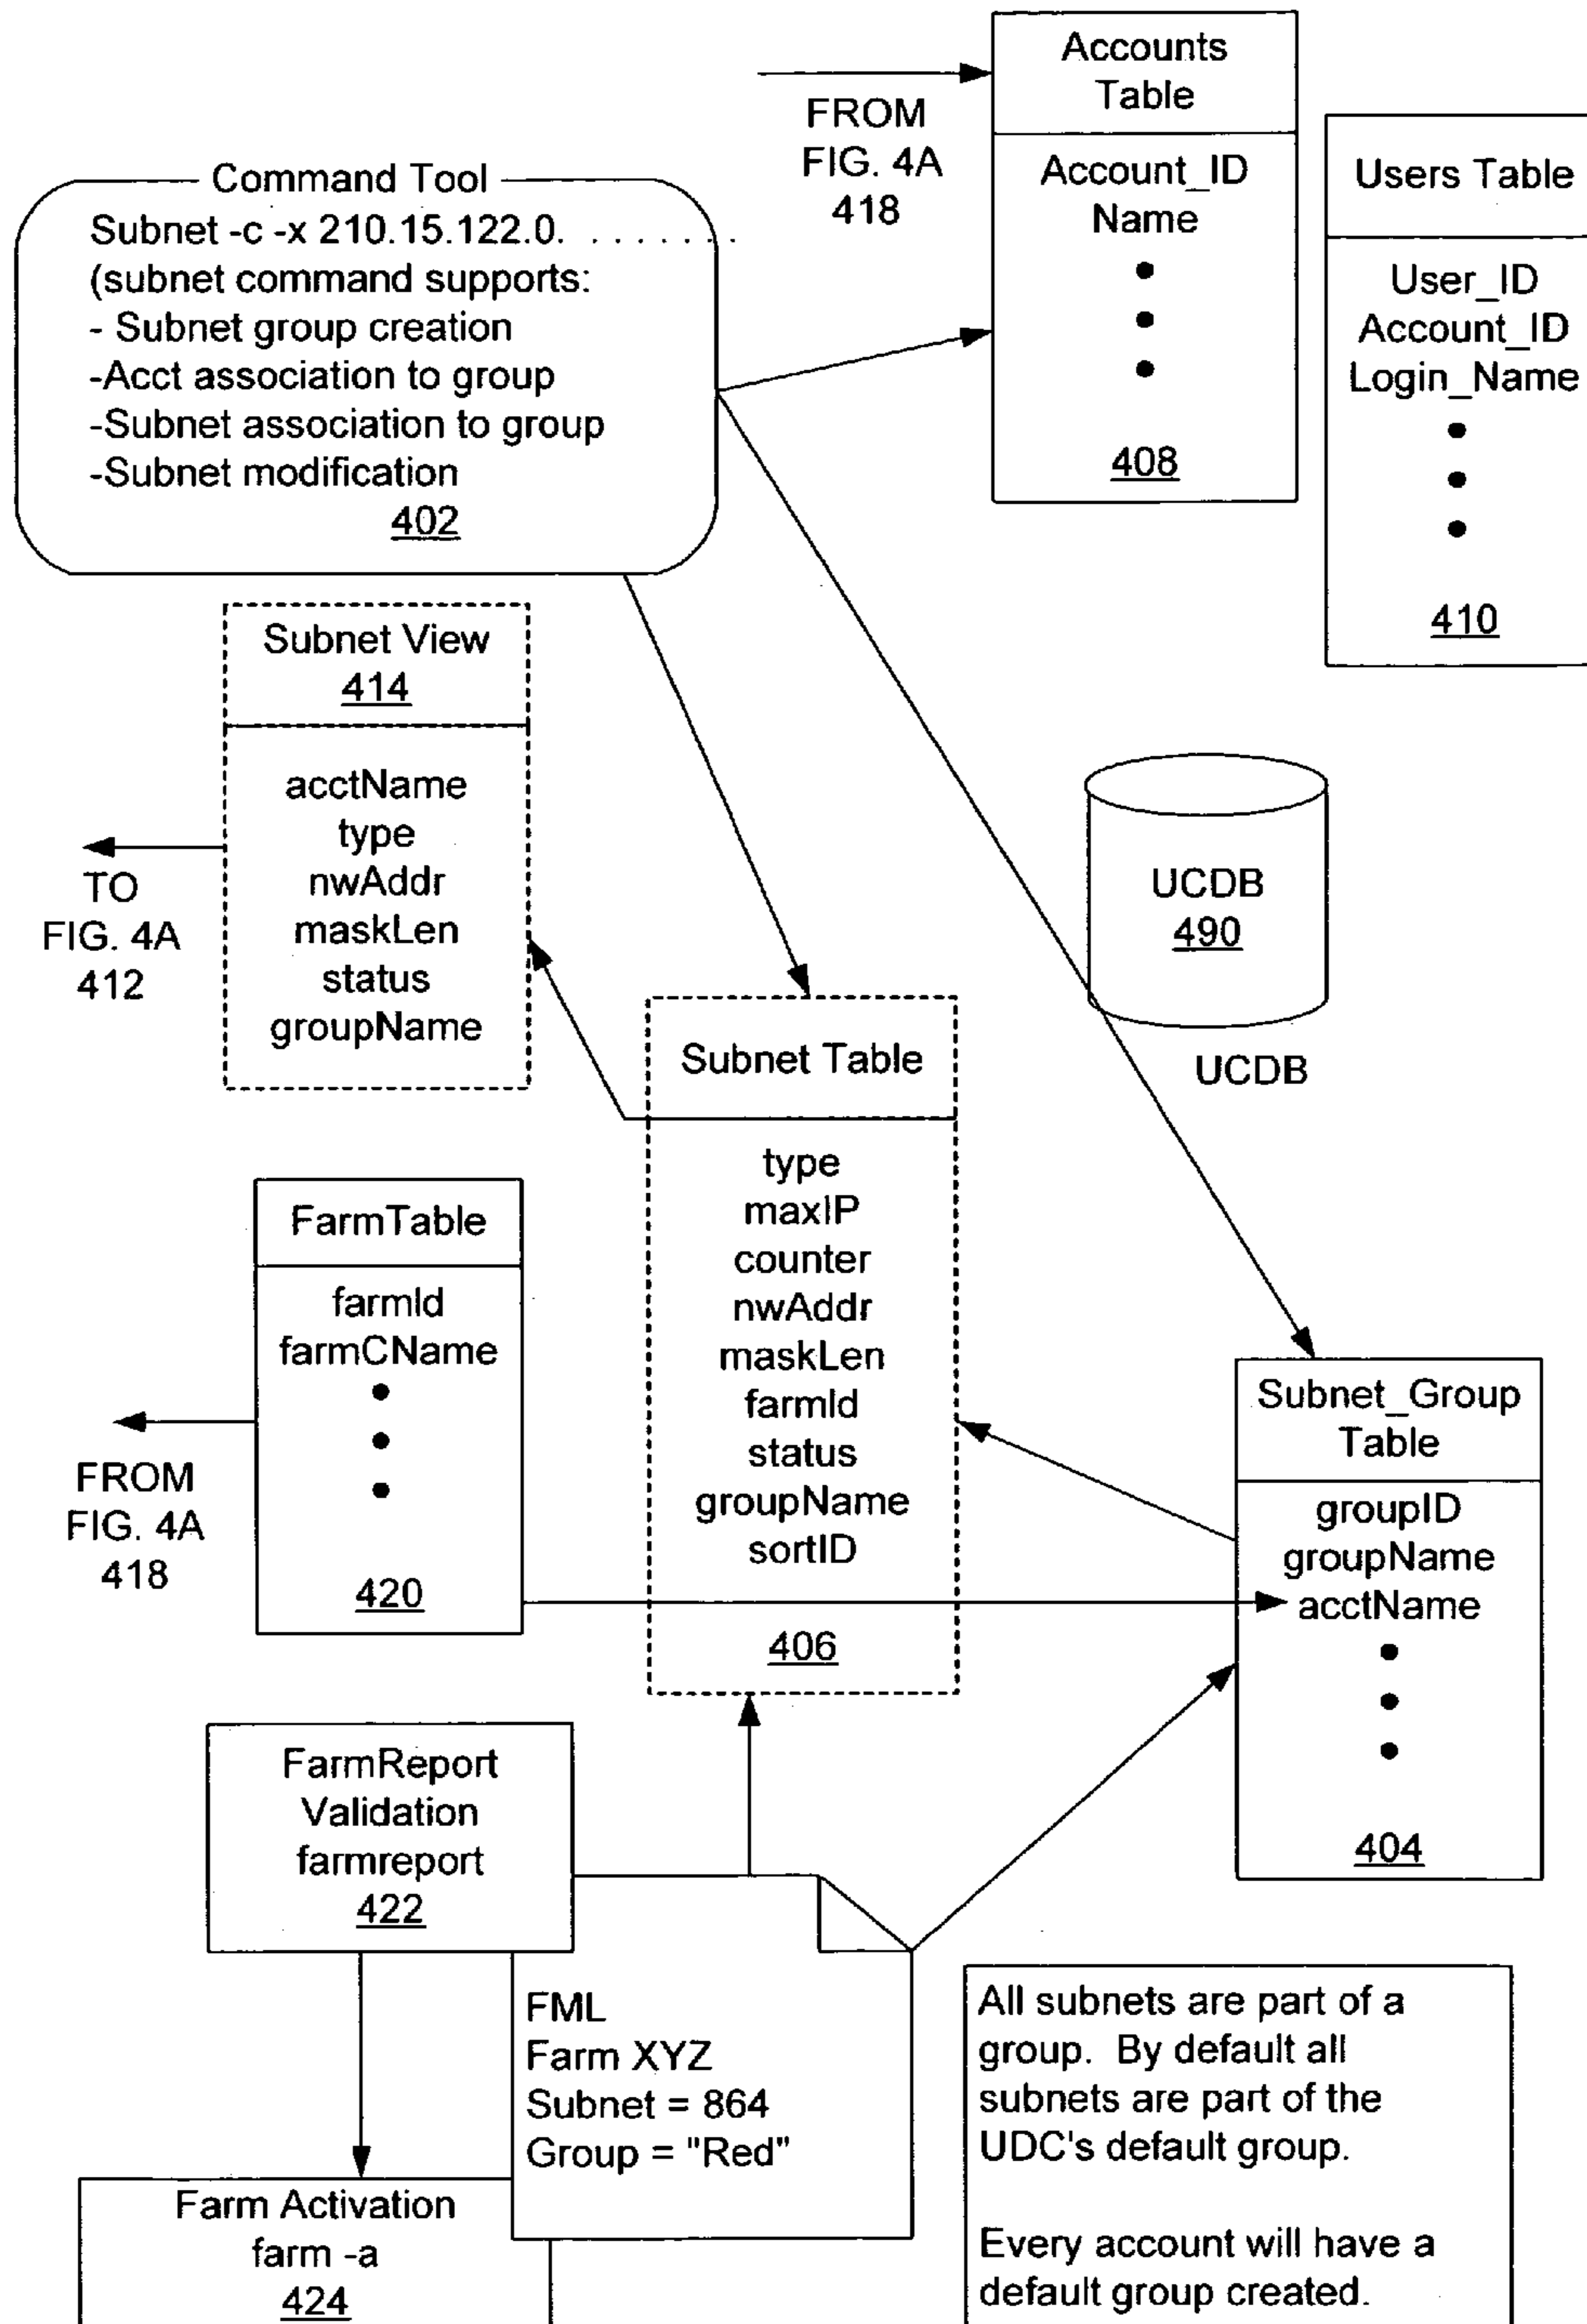 Accounts
Table
FROM
FIG. 4A
418
Account_ID
Name
408
Users Table
User_ID
Account_ID
Login_Name
410
Command Tool
Subnet -c -x 210.15.122.0. . . . . . . .
(subnet command supports:
- Subnet group creation
-Acct association to group
-Subnet association to group
-Subnet modification
402
Subnet View
414
acctName
type
nwAddr
maskLen
status
groupName
TO
FIG. 4A
412
UCDB
490
UCDB
Subnet Table
type
maxIP
counter
nwAddr
maskLen
farmId
status
groupName
sortID
406
FarmTable
farmId
farmCName
420
FROM
FIG. 4A
418
Subnet_Group
Table
groupID
groupName
acctName
404
FarmReport
Validation
farmreport
422
FML
Farm XYZ
Subnet = 864
Group = "Red"
Farm Activation
farm -a
424
All subnets are part of a
group. By default all
subnets are part of the
UDC's default group.
Every account will have a
default group created.